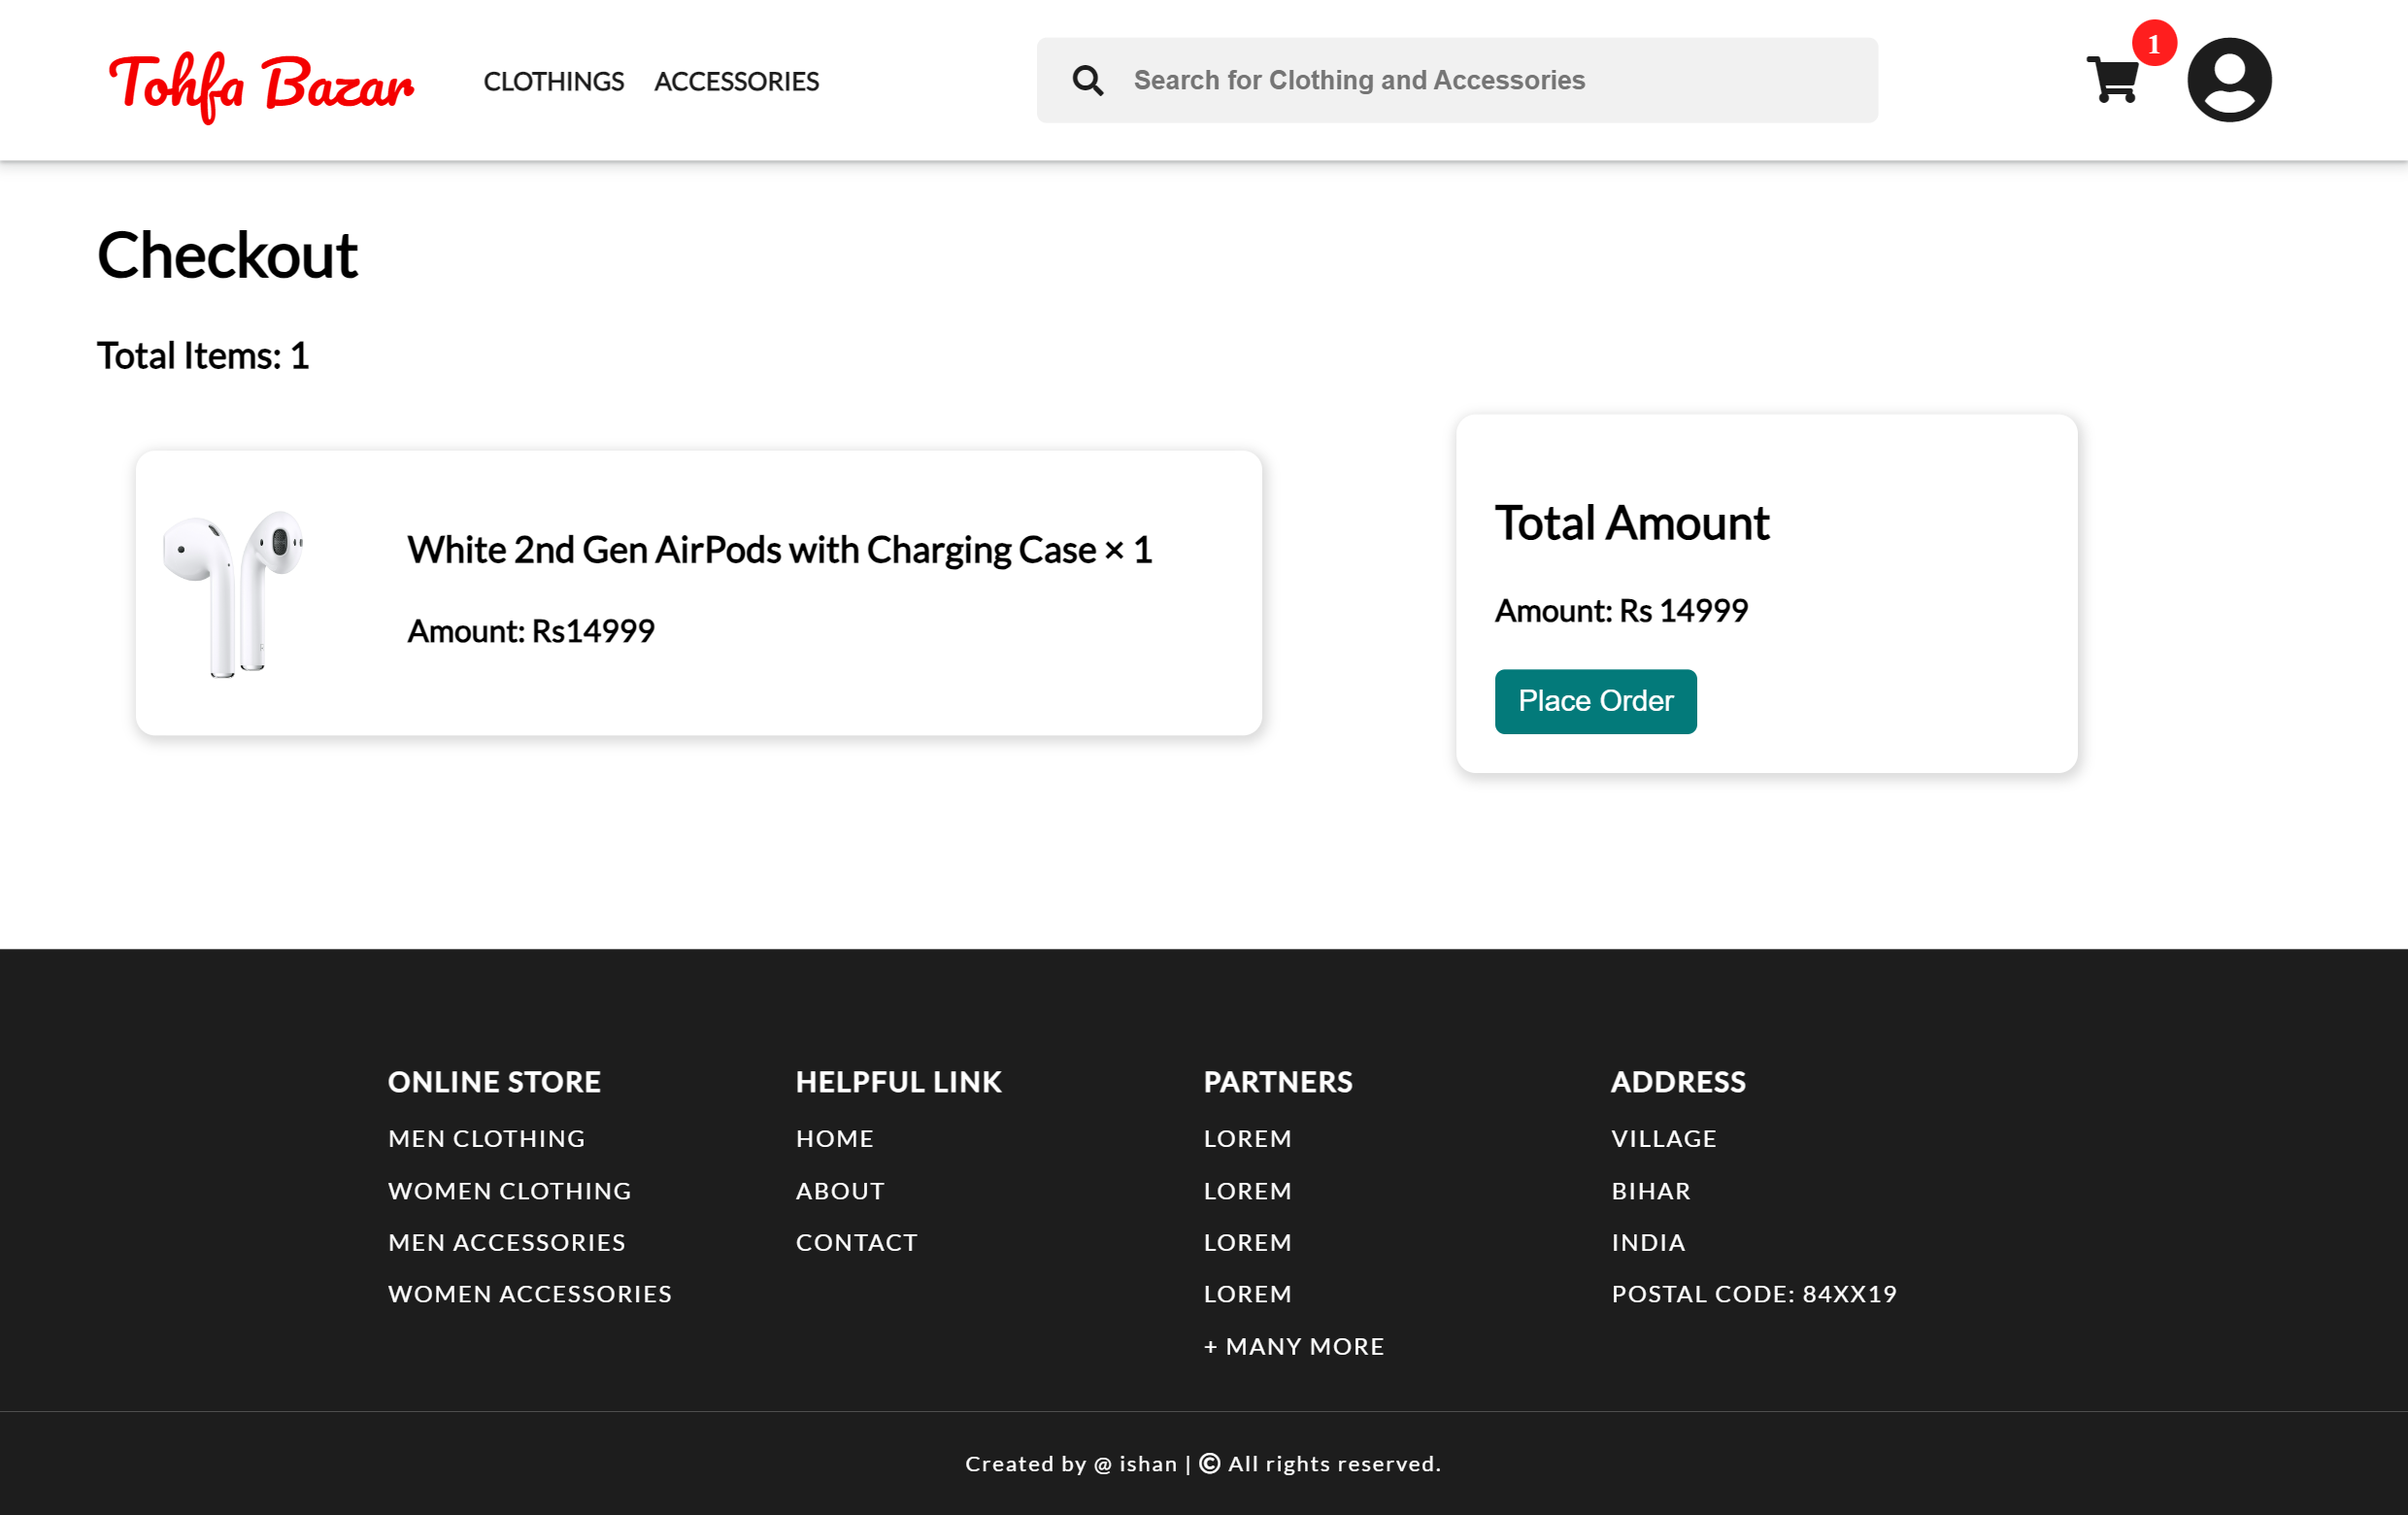 Tohfa Bazar
CLOTHINGS ACCESSORIES
Search for Clothing and Accessories
1
Checkout
Total Items: 1
White 2nd Gen AirPods with Charging Case × 1
Amount: Rs14999
Total Amount
Amount: Rs 14999
Place Order
ONLINE STORE
MEN CLOTHING
WOMEN CLOTHING
MEN ACCESSORIES
WOMEN ACCESSORIES
HELPFUL LINK
HOME
ABOUT
CONTACT
PARTNERS
LOREM
LOREM
LOREM
LOREM
+ MANY MORE
ADDRESS
VILLAGE
BIHAR
INDIA
POSTAL CODE: 84XX19
Created by @ ishan | © All rights reserved.